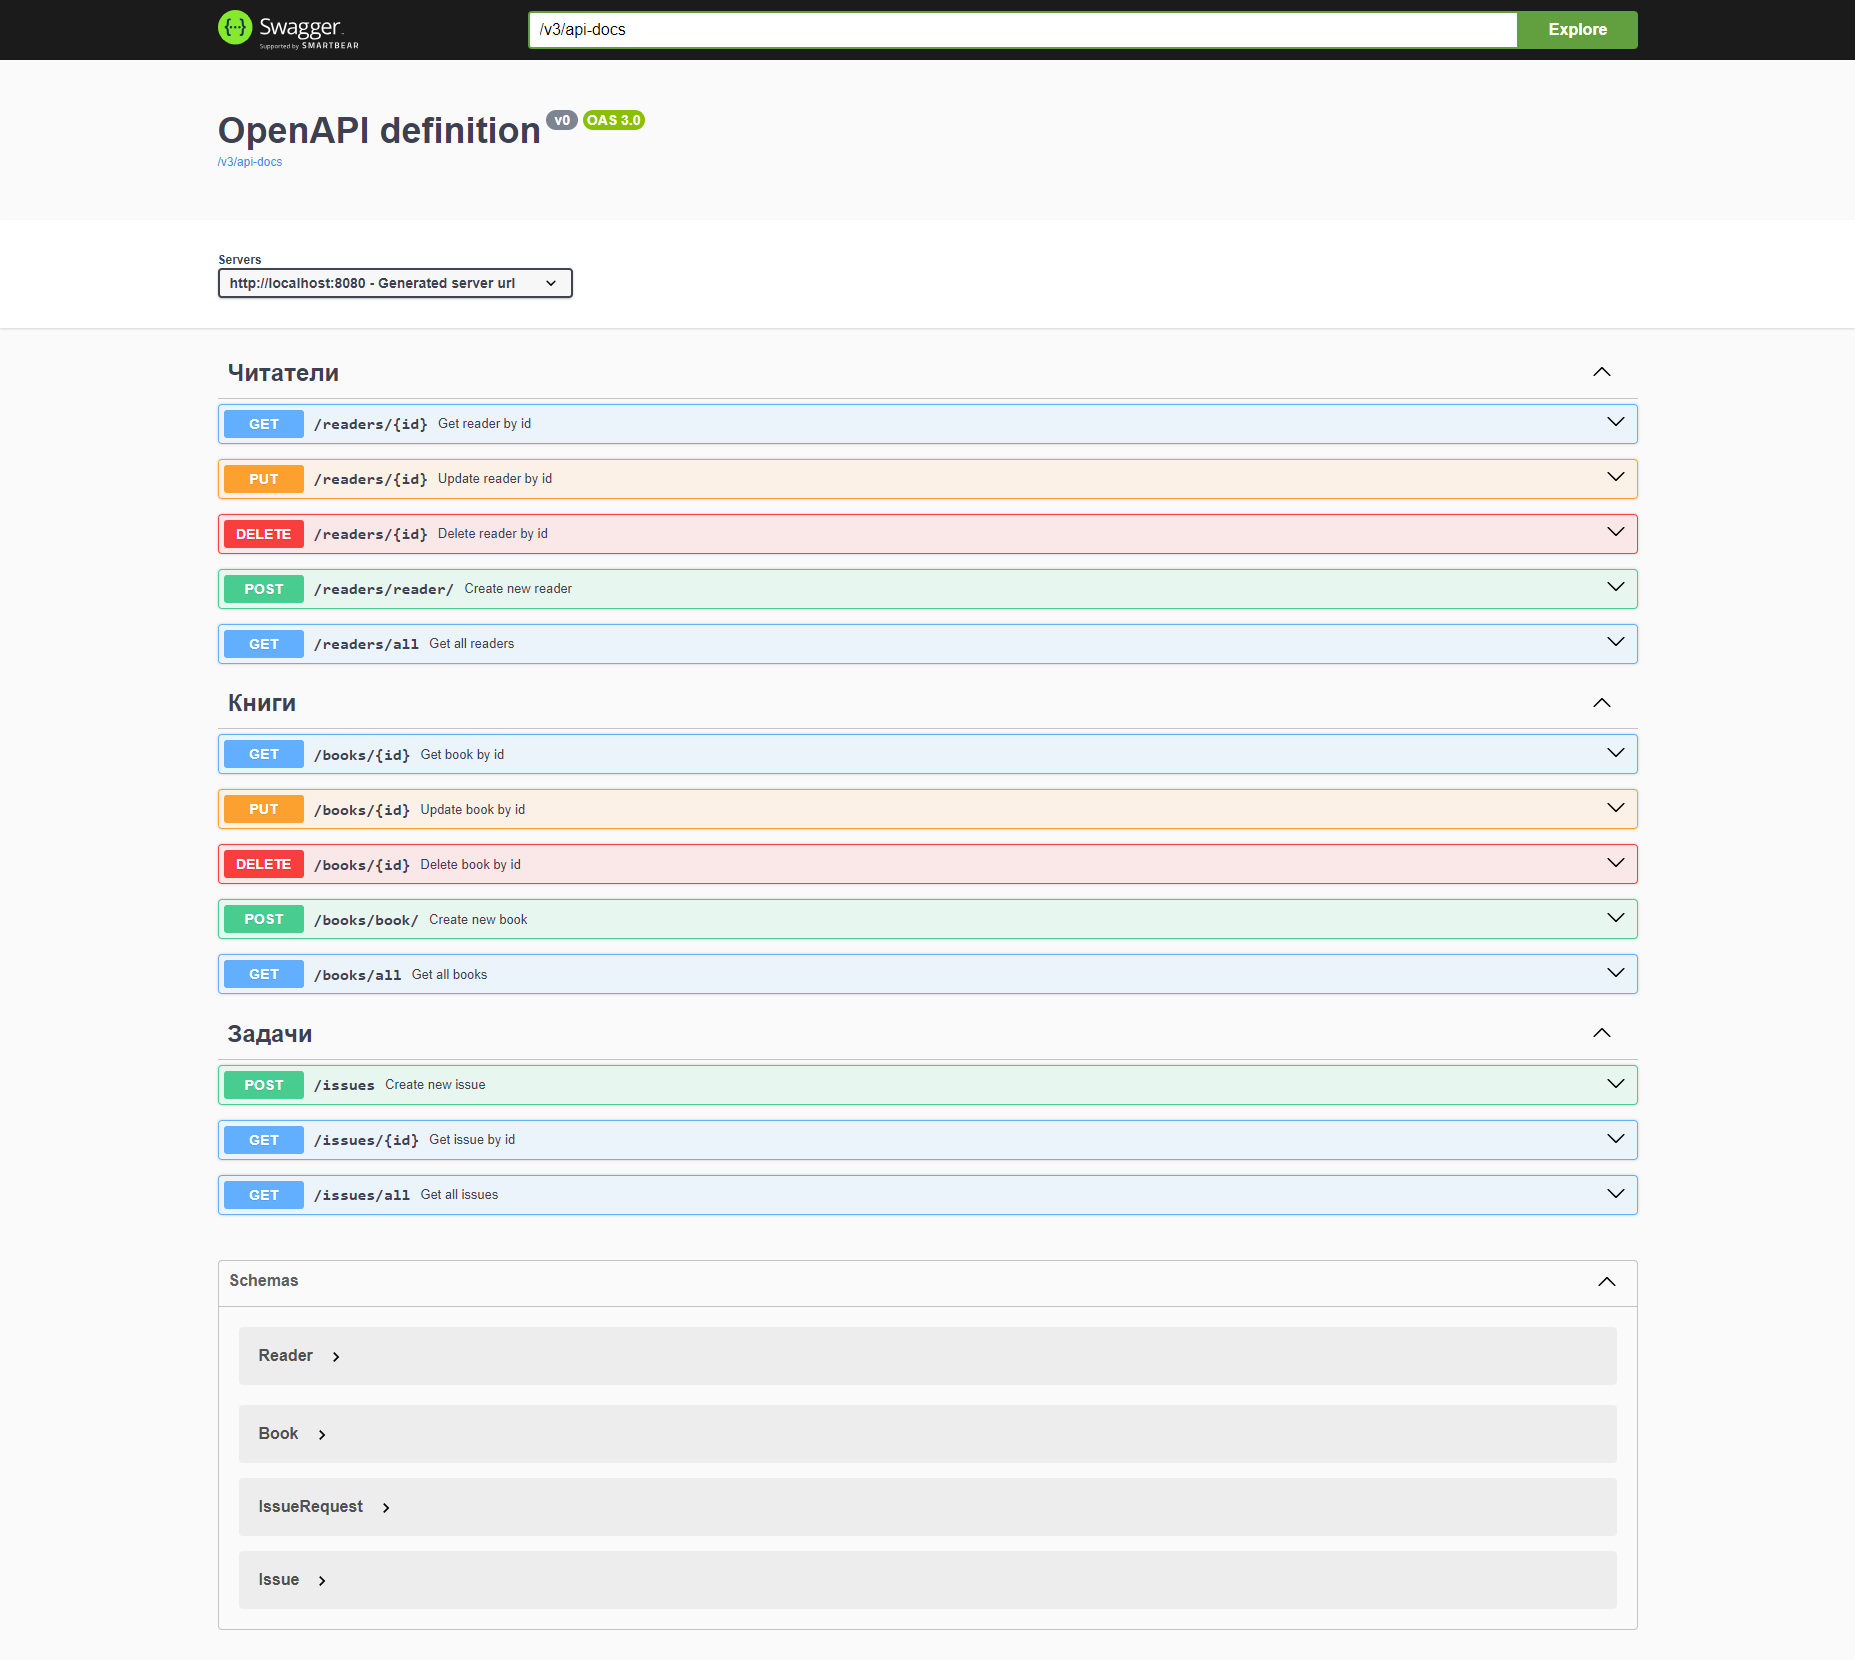 Swagger
Supported by SMARTBEAR
/v3/api-docs
Explore
OpenAPI definition v0 OAS 3.0
/v3/api-docs
Servers
http://localhost:8080 - Generated server url
Читатели
GET /readers/{id} Get reader by id
PUT /readers/{id} Update reader by id
DELETE /readers/{id} Delete reader by id
POST /readers/reader/ Create new reader
GET /readers/all Get all readers
Книги
GET /books/{id} Get book by id
PUT /books/{id} Update book by id
DELETE /books/{id} Delete book by id
POST /books/book/ Create new book
GET /books/all Get all books
Задачи
POST /issues Create new issue
GET /issues/{id} Get issue by id
GET /issues/all Get all issues
Schemas
Reader
Book
IssueRequest
Issue